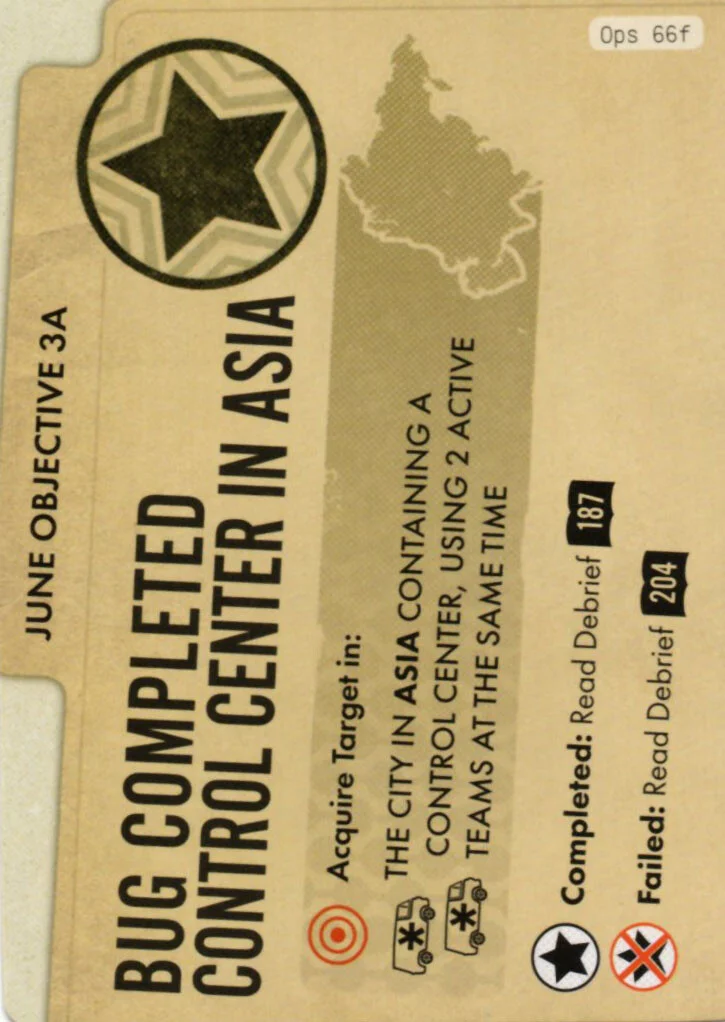 Ops 66f
JUNE OBJECTIVE 3A
BUG COMPLETED
CONTROL CENTER IN ASIA
Acquire Target in:
THE CITY IN ASIA CONTAINING A
CONTROL CENTER, USING 2 ACTIVE
TEAMS AT THE SAME TIME
Completed: Read Debrief 187
Failed: Read Debrief 204